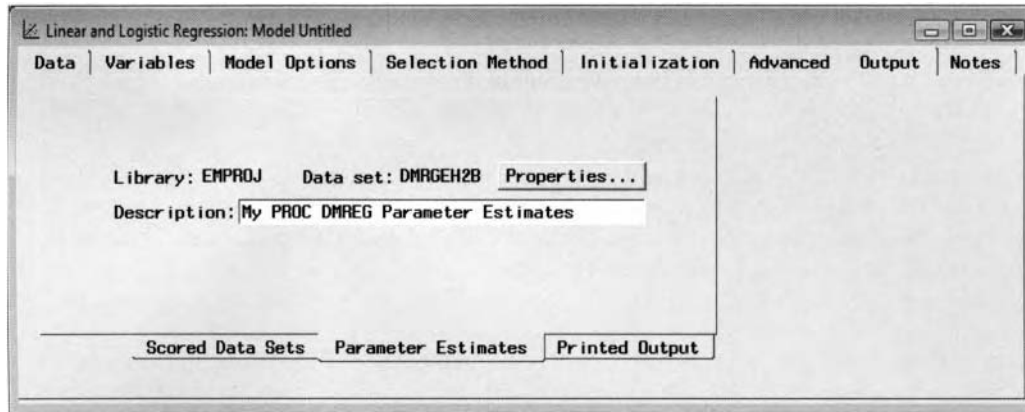 Linear and Logistic Regression: Model Untitled
Data Variables Model Options Selection Method Initialization Advanced Output Notes
Library: EMPROJ Data set: DMRGEH2B Properties...
Description: My PROC DMREG Parameter Estimates
Scored Data Sets Parameter Estimates Printed Output